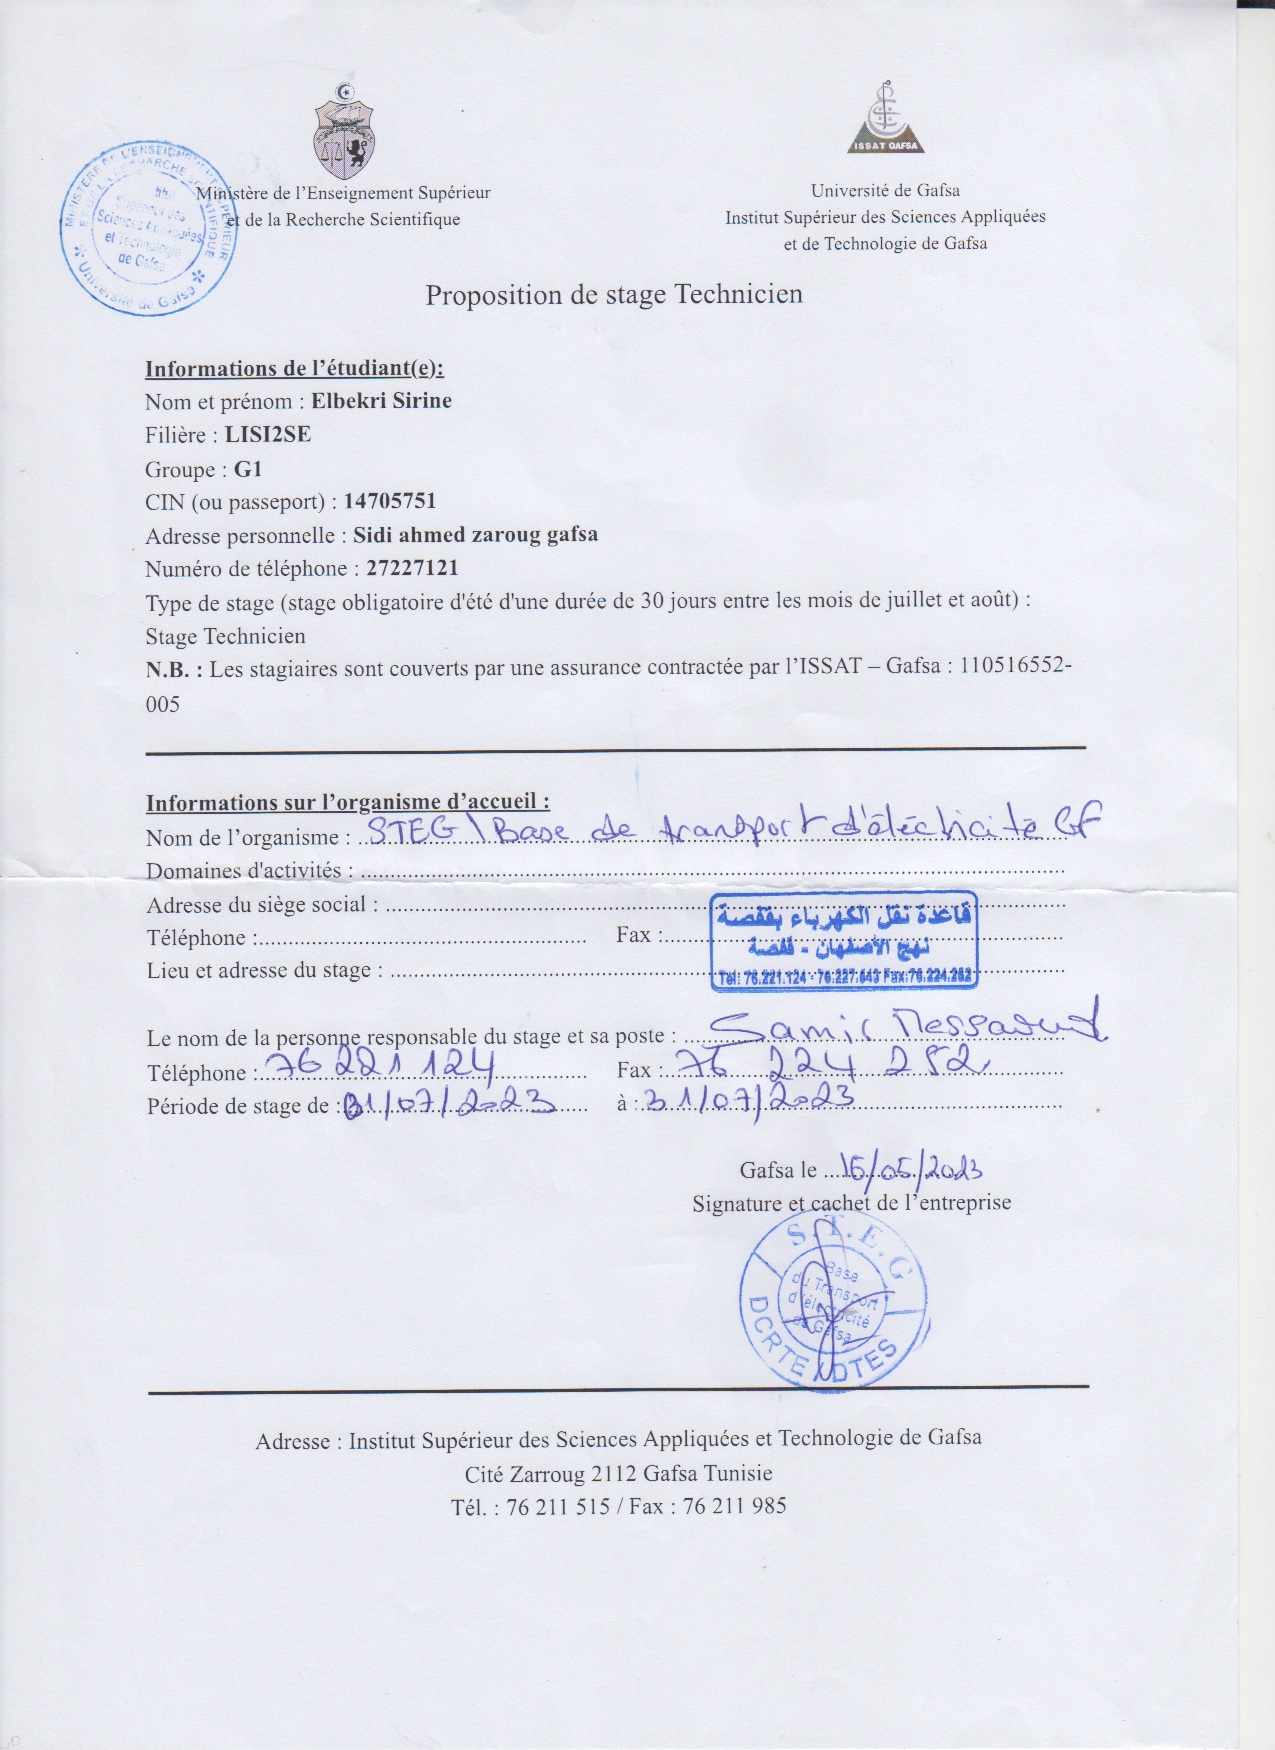 ISSAT GAFSA
Ministère de l'Enseignement Supérieur
et de la Recherche Scientifique
Université de Gafsa
Institut Supérieur des Sciences Appliquées
et de Technologie de Gafsa
MINISTÈRE DE L'ENSEIGNEMENT SUPÉRIEUR
ET DE LA RECHERCHE SCIENTIFIQUE
Supérieur des
Sciences Appliquées
et Technologie
de Gafsa
Université de Gafsa
Proposition de stage Technicien
Informations de l'étudiant(e):
Nom et prénom : Elbekri Sirine
Filière : LISI2SE
Groupe : G1
CIN (ou passeport) : 14705751
Adresse personnelle : Sidi ahmed zaroug gafsa
Numéro de téléphone : 27227121
Type de stage (stage obligatoire d'été d'une durée de 30 jours entre les mois de juillet et août) :
Stage Technicien
N.B. : Les stagiaires sont couverts par une assurance contractée par l'ISSAT – Gafsa : 110516552-
005
Informations sur l'organisme d'accueil :
Nom de l'organisme : STEG \ Base de transport d'éléctricité GF
Domaines d'activités :
Adresse du siège social :
Téléphone : Fax :
Lieu et adresse du stage :
قاعدة نقل الكهرباء بقفصة
نهج الأصفهان - قفصة
Tel: 76.221.124 - 76.227.643 Fax:76.224.282
Le nom de la personne responsable du stage et sa poste : Samir Messaoud
Téléphone : 76 221 124 Fax : 76 224 282
Période de stage de : 01/07/2023 à : 31/07/2023
Gafsa le 16/05/2023
Signature et cachet de l'entreprise
S.T.E.G
Base
du Transport
d'électricité
de Gafsa
DCRTE / DTES
Adresse : Institut Supérieur des Sciences Appliquées et Technologie de Gafsa
Cité Zarroug 2112 Gafsa Tunisie
Tél. : 76 211 515 / Fax : 76 211 985